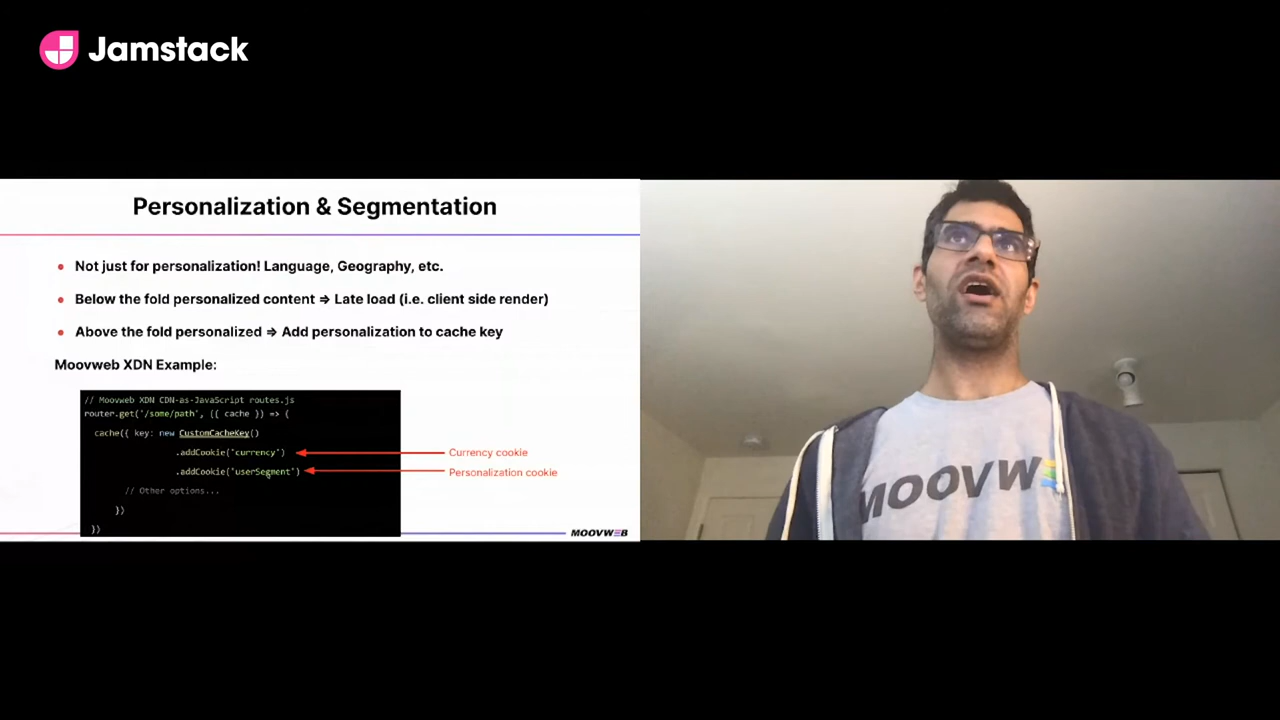 Jamstack
Personalization & Segmentation
Not just for personalization! Language, Geography, etc.
Below the fold personalized content ⇒ Late load (i.e. client side render)
Above the fold personalized ⇒ Add personalization to cache key
Moovweb XDN Example:
// Moovweb XDN CDN-as-JavaScript routes.js
router.get('/some/path', ({ cache }) => {
cache({ key: new CustomCacheKey()
.addCookie('currency')
Currency cookie
.addCookie('userSegment')
Personalization cookie
// Other options...
})
})
MOOVWEB
MOOVWE